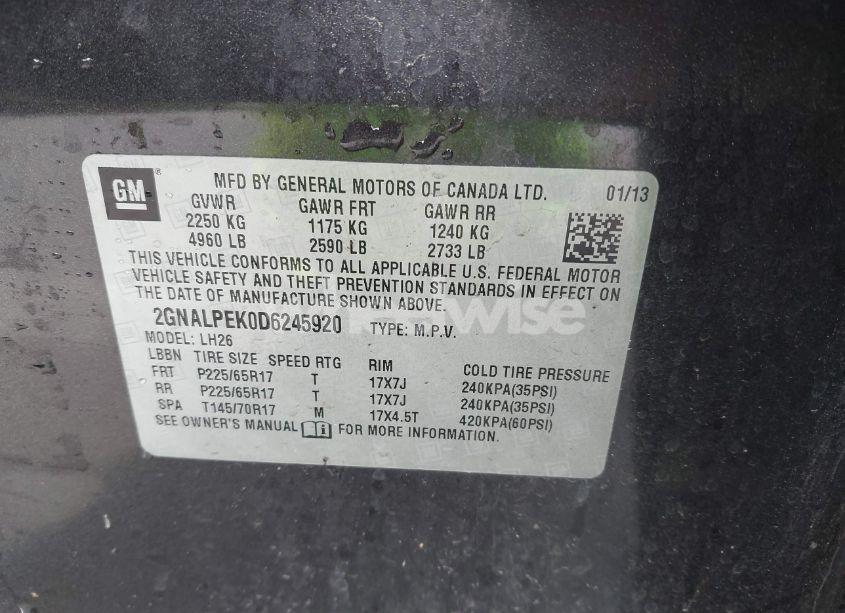 GM ®
MFD BY GENERAL MOTORS OF CANADA LTD. 01/13
GVWR GAWR FRT GAWR RR
2250 KG 1175 KG 1240 KG
4960 LB 2590 LB 2733 LB
THIS VEHICLE CONFORMS TO ALL APPLICABLE U.S. FEDERAL MOTOR
VEHICLE SAFETY AND THEFT PREVENTION STANDARDS IN EFFECT ON
THE DATE OF MANUFACTURE SHOWN ABOVE.
2GNALPEK0D6245920 TYPE: M.P.V.
MODEL: LH26
LBBN TIRE SIZE SPEED RTG RIM COLD TIRE PRESSURE
FRT P225/65R17 T 17X7J 240KPA(35PSI)
RR P225/65R17 T 17X7J 240KPA(35PSI)
SPA T145/70R17 M 17X4.5T 420KPA(60PSI)
SEE OWNER'S MANUAL FOR MORE INFORMATION.